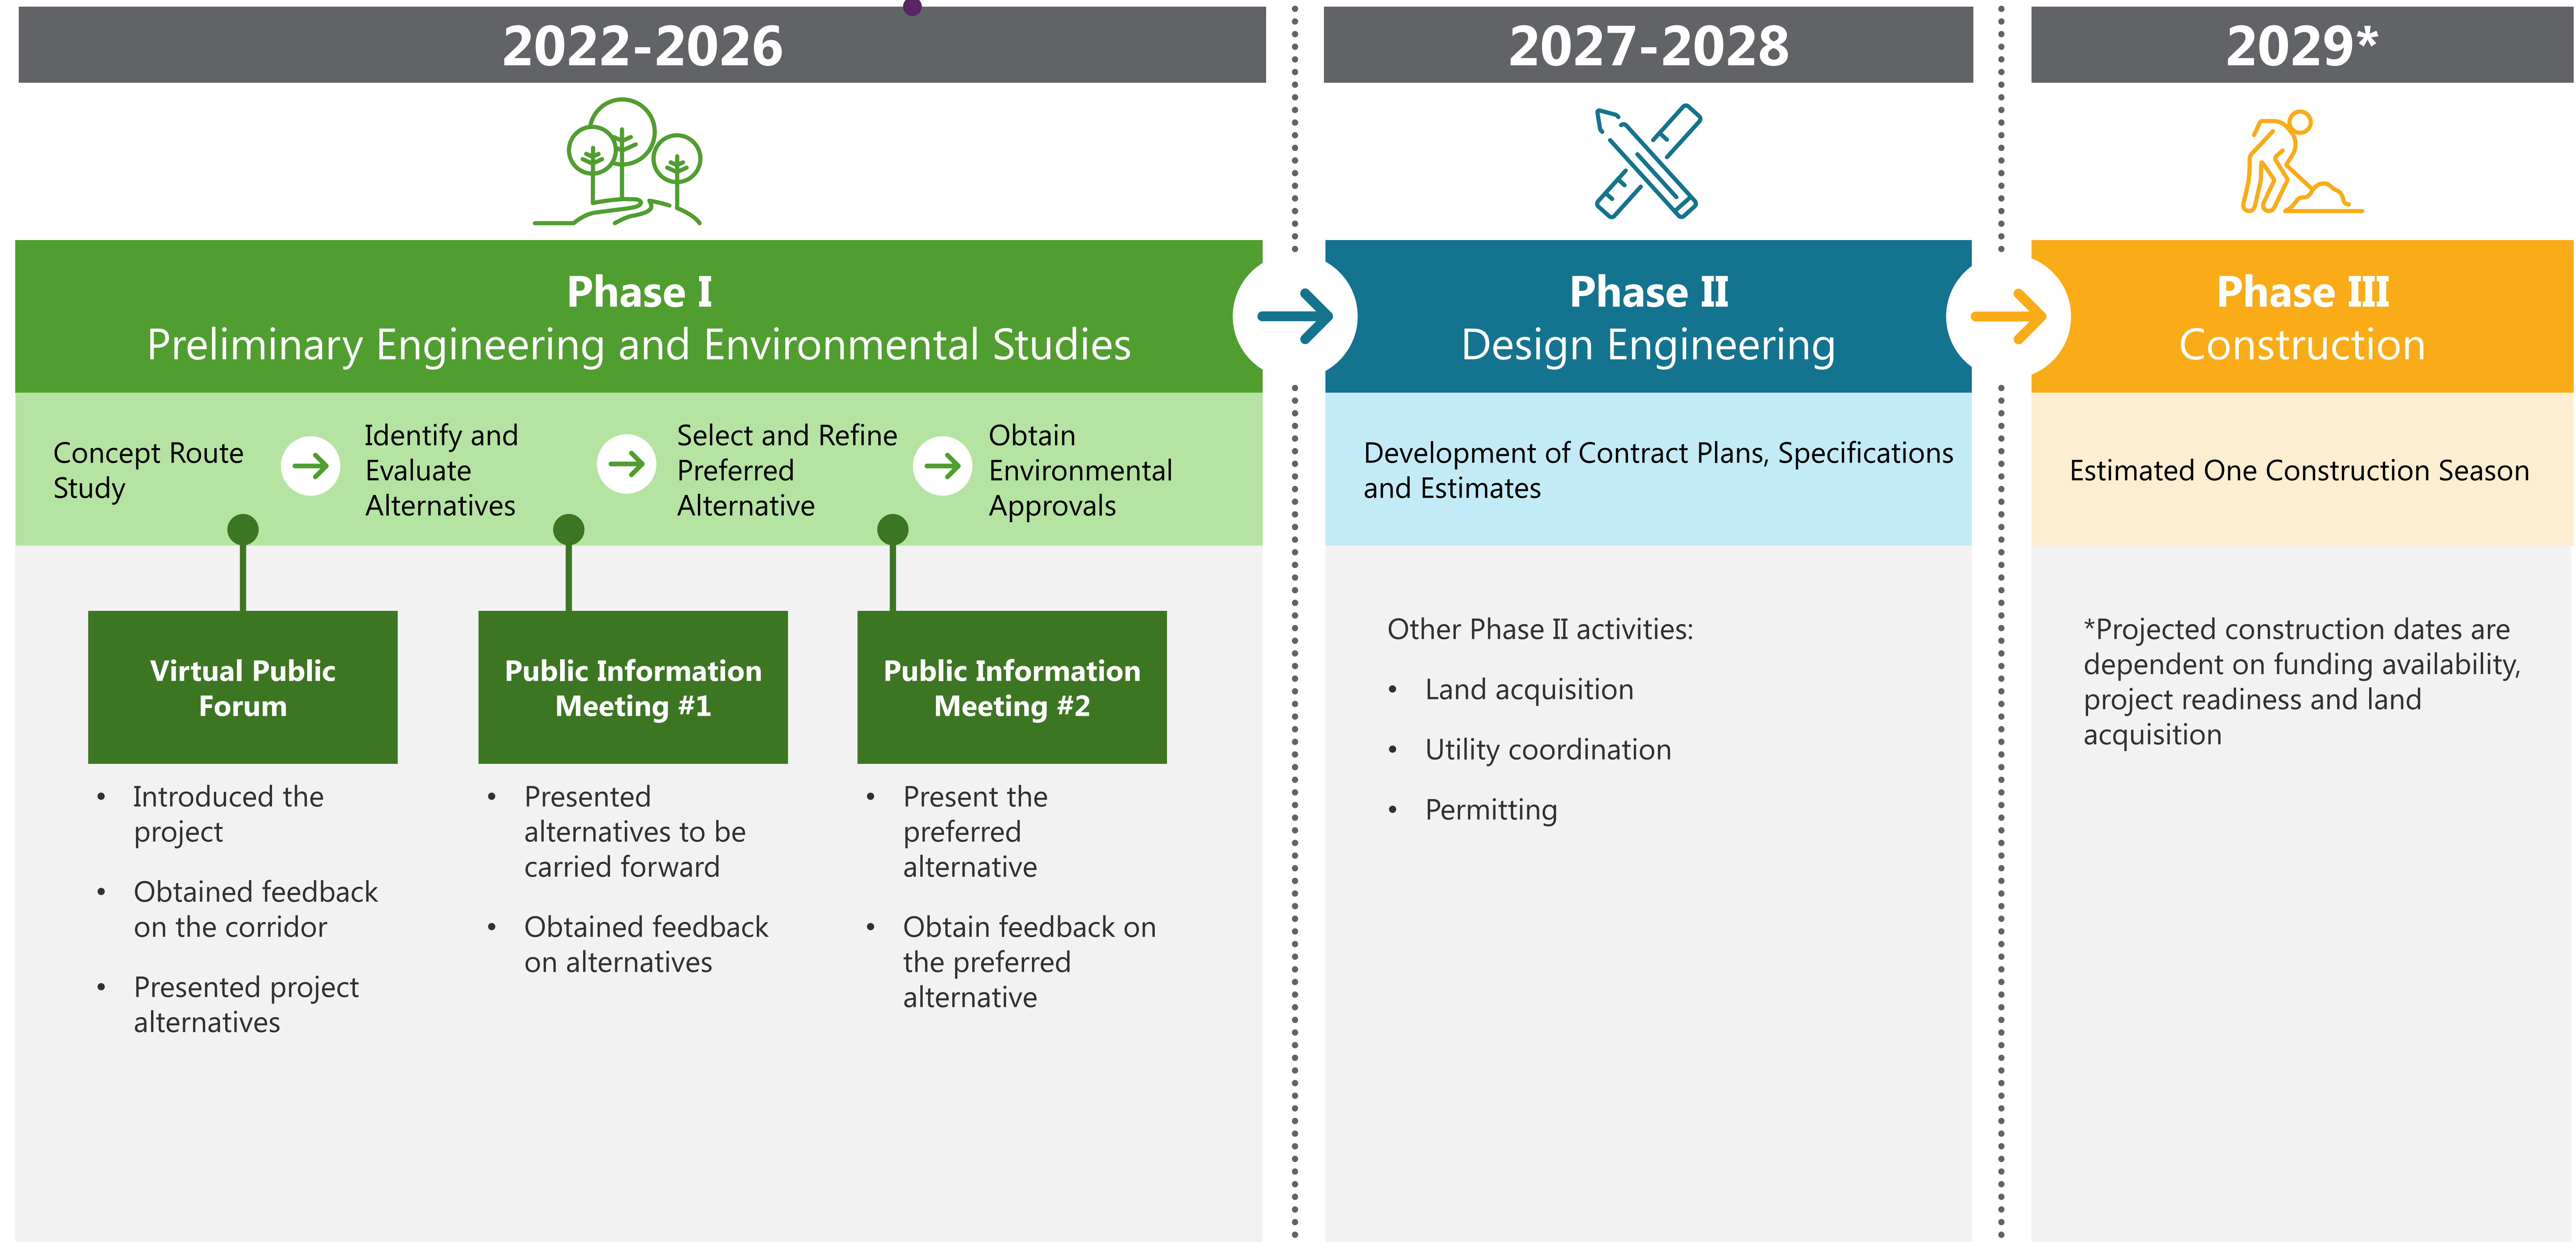 2022-2026
Phase I
Preliminary Engineering and Environmental Studies
Concept Route
Study
Identify and
Evaluate
Alternatives
Select and Refine
Preferred
Alternative
Obtain
Environmental
Approvals
Virtual Public
Forum
• Introduced the
project
• Obtained feedback
on the corridor
• Presented project
alternatives
Public Information
Meeting #1
• Presented
alternatives to be
carried forward
• Obtained feedback
on alternatives
Public Information
Meeting #2
• Present the
preferred
alternative
• Obtain feedback on
the preferred
alternative
2027-2028
Phase II
Design Engineering
Development of Contract Plans, Specifications
and Estimates
Other Phase II activities:
• Land acquisition
• Utility coordination
• Permitting
2029*
Phase III
Construction
Estimated One Construction Season
*Projected construction dates are
dependent on funding availability,
project readiness and land
acquisition